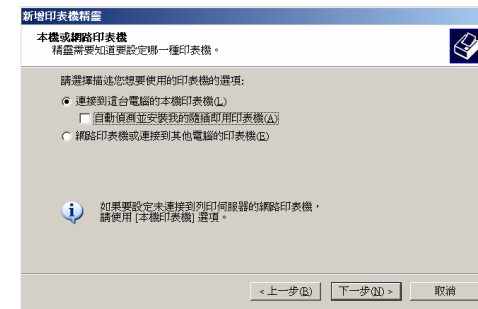 新增印表機精靈
本機或網路印表機
精靈需要知道要設定哪一種印表機。
請選擇描述您想要使用的印表機的選項:
連接到這台電腦的本機印表機(L)
自動偵測並安裝我的隨插即用印表機(A)
網路印表機或連接到其他電腦的印表機(E)
如果要設定未連接到列印伺服器的網路印表機，
請使用 [本機印表機] 選項。
< 上一步(B)
下一步(N) >
取消